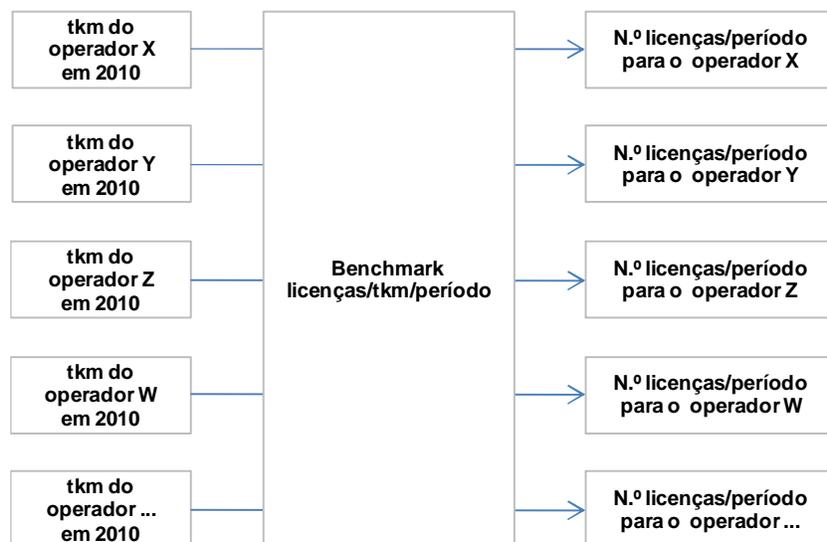 tkm do
operador X
em 2010
N.º licenças/período
para o operador X
tkm do
operador Y
em 2010
N.º licenças/período
para o operador Y
tkm do
operador Z
em 2010
Benchmark
licenças/tkm/período
N.º licenças/período
para o operador Z
tkm do
operador W
em 2010
N.º licenças/período
para o operador W
tkm do
operador ...
em 2010
N.º licenças/período
para o operador ...